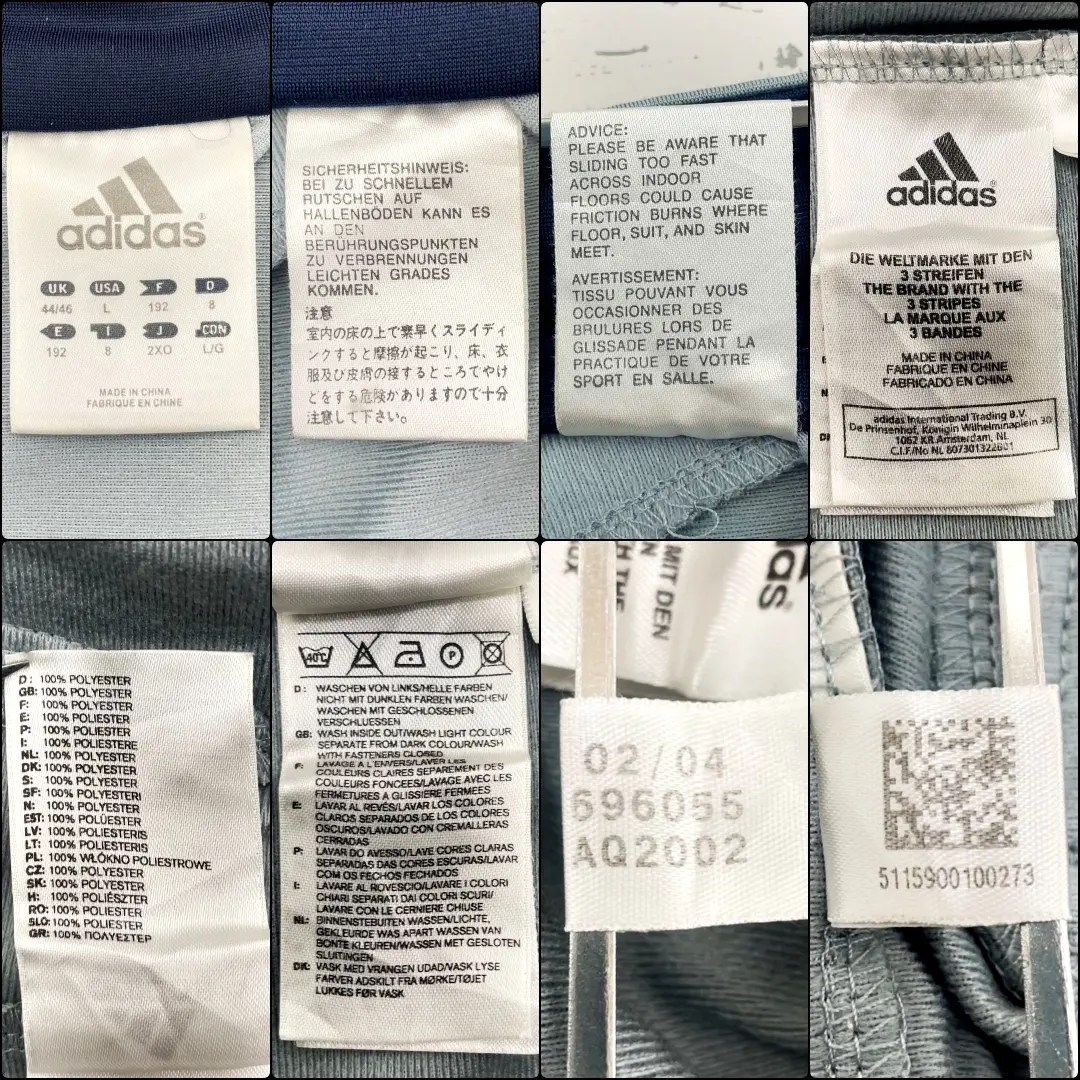 adidas
UK USA F D
44/46 L 192 8
E I J CDN
192 8 2XO L/G
MADE IN CHINA
FABRIQUE EN CHINE
SICHERHEITSHINWEIS:
BEI ZU SCHNELLEM
RUTSCHEN AUF
HALLENBÖDEN KANN ES
AN DEN
BERÜHRUNGSPUNKTEN
ZU VERBRENNUNGEN
LEICHTEN GRADES
KOMMEN.
注意
室内の床の上で素早くスライディ
ングすると摩擦が起こり、床、衣
服及び皮膚の接するところでやけ
どをする危険がありますので十分
注意して下さい。
ADVICE:
PLEASE BE AWARE THAT
SLIDING TOO FAST
ACROSS INDOOR
FLOORS COULD CAUSE
FRICTION BURNS WHERE
FLOOR, SUIT, AND SKIN
MEET.
AVERTISSEMENT:
TISSU POUVANT VOUS
OCCASIONNER DES
BRULURES LORS DE
GLISSADE PENDANT LA
PRACTIQUE DE VOTRE
SPORT EN SALLE.
adidas
DIE WELTMARKE MIT DEN
3 STREIFEN
THE BRAND WITH THE
3 STRIPES
LA MARQUE AUX
3 BANDES
MADE IN CHINA
FABRIQUE EN CHINE
FABRICADO EN CHINA
adidas International Trading B.V.
De Prinsenhof, Koningin Wilhelminaplein 30
1062 KR Amsterdam, NL
C.I.F/No NL 807301322B01
D: 100% POLYESTER
GB: 100% POLYESTER
F: 100% POLYESTER
E: 100% POLIESTER
P: 100% POLIESTER
I: 100% POLIESTERE
NL: 100% POLYESTER
DK: 100% POLYESTER
S: 100% POLYESTER
SF: 100% POLYESTERI
N: 100% POLYESTER
EST: 100% POLÜESTER
LV: 100% POLIESTERIS
LT: 100% POLIESTERIS
PL: 100% WŁÓKNO POLIESTROWE
CZ: 100% POLYESTER
SK: 100% POLYESTER
H: 100% POLIÉSZTER
RO: 100% POLIESTER
SLO: 100% POLIESTER
GR: 100% ΠΟΛΥΕΣΤΕΡ
40°C P
D: WASCHEN VON LINKS/HELLE FARBEN
NICHT MIT DUNKLEN FARBEN WASCHEN/
WASCHEN MIT GESCHLOSSENEN
VERSCHLUESSEN
GB: WASH INSIDE OUT/WASH LIGHT COLOUR
SEPARATE FROM DARK COLOUR/WASH
WITH FASTENERS CLOSED
F: LAVAGE A L'ENVERS/LAVER LES
COULEURS CLAIRES SEPAREMENT DES
COULEURS FONCEES/LAVAGE AVEC LES
FERMETURES A GLISSIERE FERMEES
E: LAVAR AL REVÉS/LAVAR LOS COLORES
CLAROS SEPARADOS DE LOS COLORES
OSCUROS/LAVADO CON CREMALLERAS
CERRADAS
P: LAVAR DO AVESSO/LAVE CORES CLARAS
SEPARADAS DAS CORES ESCURAS/LAVAR
COM OS FECHOS FECHADOS
I: LAVARE AL ROVESCIO/LAVARE I COLORI
CHIARI SEPARATI DAI COLORI SCURI/
LAVARE CON LE CERNIERE CHIUSE
NL: BINNENSTEBUITEN WASSEN/LICHTE,
GEKLEURDE WAS APART WASSEN VAN
BONTE KLEUREN/WASSEN MET GESLOTEN
SLUITINGEN
DK: VASK MED VRANGEN UDAD/VASK LYSE
FARVER ADSKILT FRA MØRKE/TØJET
LUKKES FØR VASK
das
MIT DEN
N
H THE
UX
02/04
696055
AQ2002
5115900100273